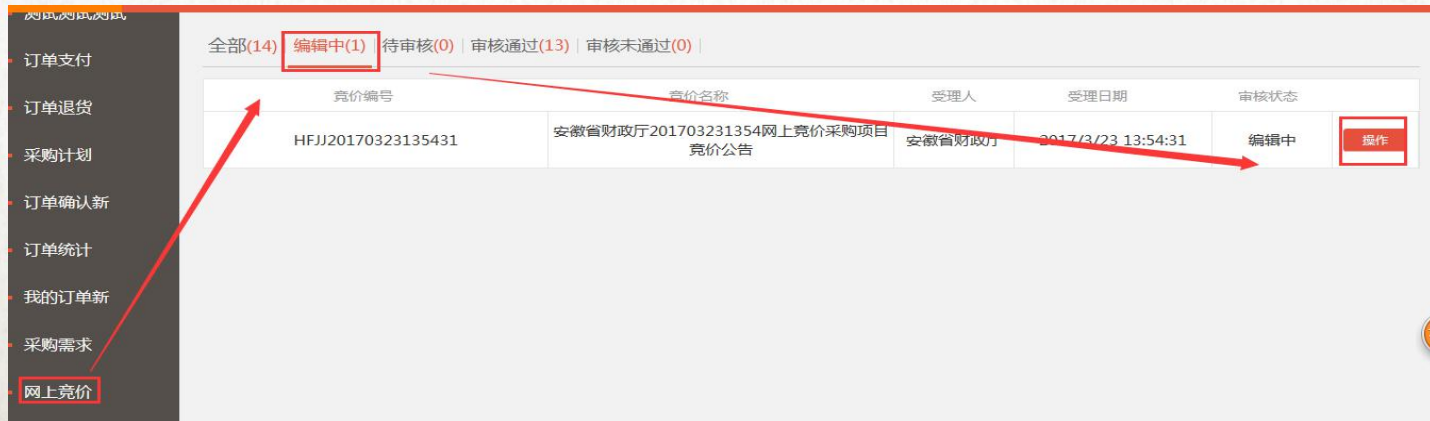 测试测试测试
订单支付
订单退货
采购计划
订单确认新
订单统计
我的订单新
采购需求
网上竞价
全部(14) 编辑中(1) 待审核(0) 审核通过(13) 审核未通过(0)
竞价编号 竞价名称 受理人 受理日期 审核状态
HFJJ20170323135431 安徽省财政厅201703231354网上竞价采购项目 安徽省财政厅 2017/3/23 13:54:31 编辑中 操作
竞价公告